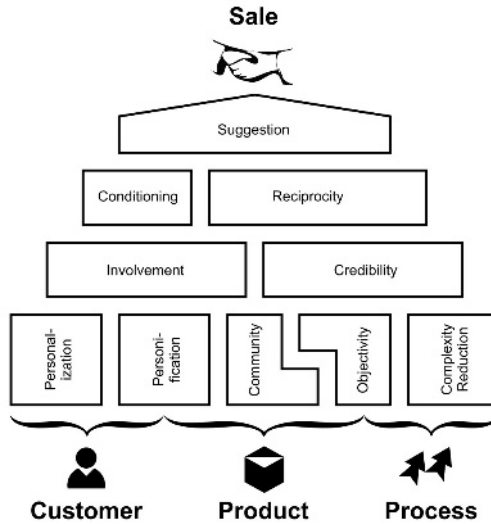 Sale
Suggestion
Conditioning
Reciprocity
Involvement
Credibility
Personal-
ization
Personi-
fication
Community
Objectivity
Complexity
Reduction
Customer
Product
Process